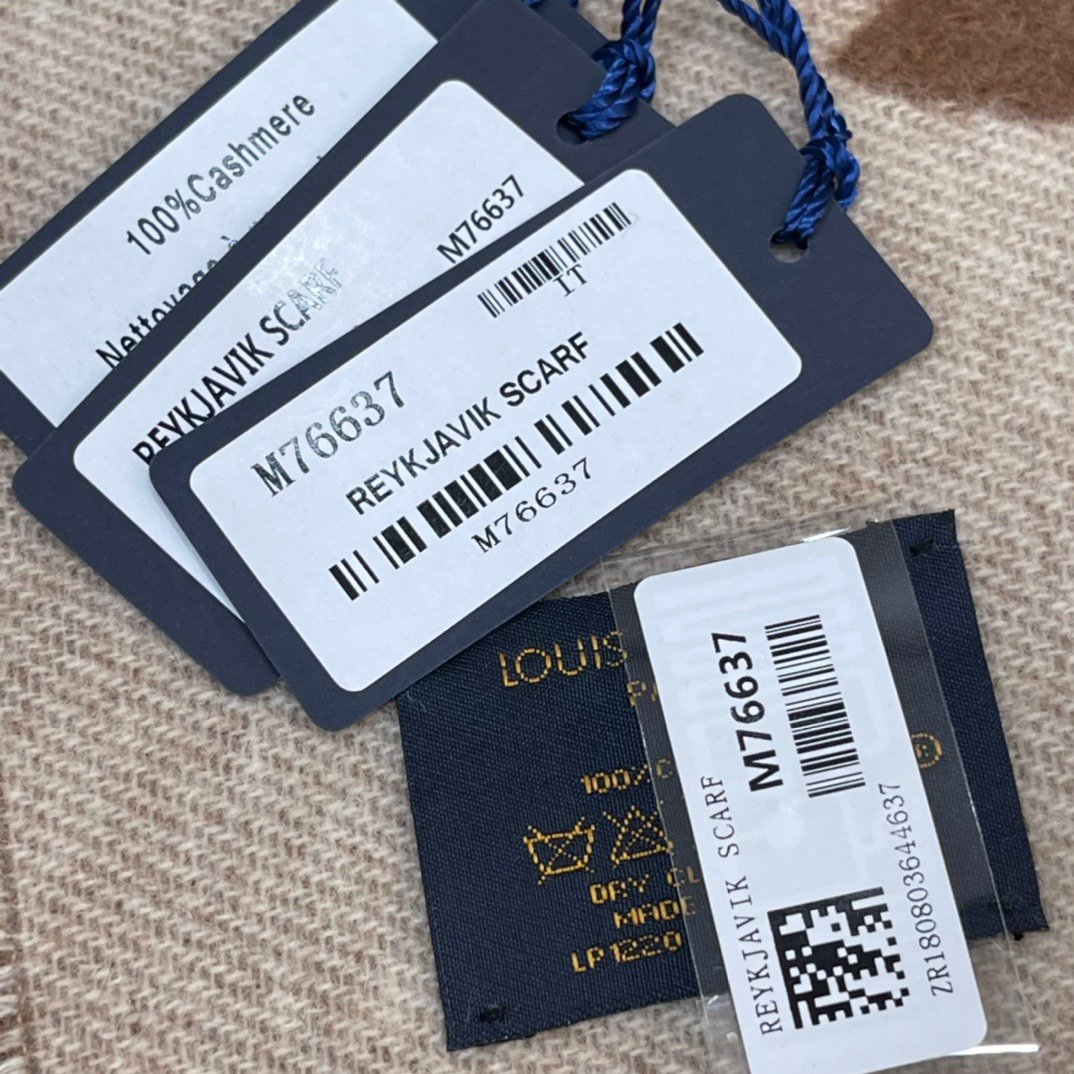 100%Cashmere
Nettoyage à
REYKJAVIK SCARF
M76637
IT
M76637
REYKJAVIK SCARF
M76637
LOUIS
100%
DRY CL
MADE
LP1220
®
M76637
REYKJAVIK SCARF
ZR180803644637